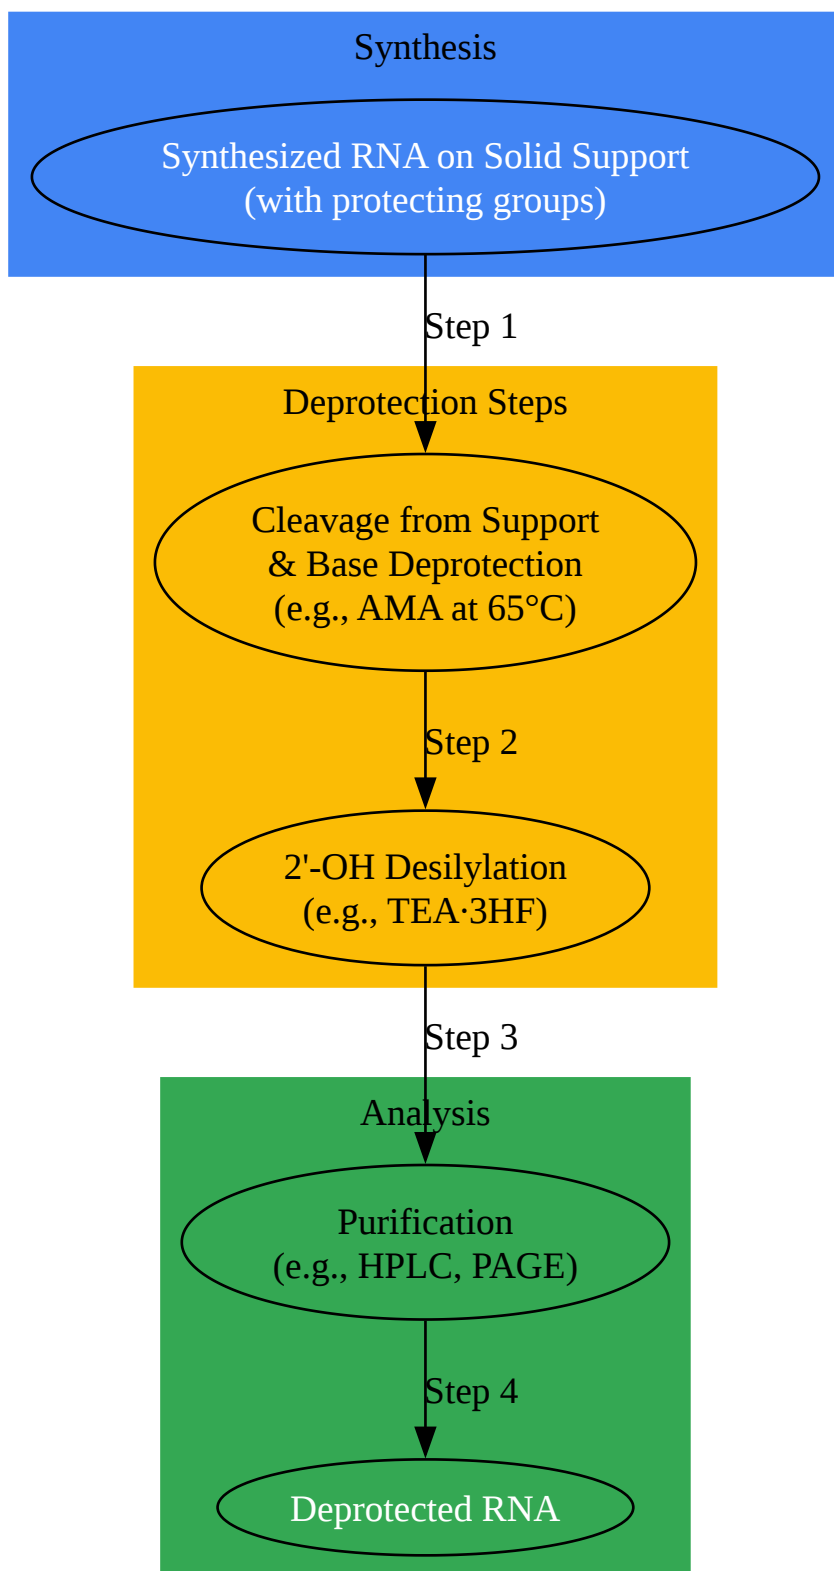 Synthesis
Synthesized RNA on Solid Support
(with protecting groups)
Step 1
Deprotection Steps
Cleavage from Support
& Base Deprotection
(e.g., AMA at 65°C)
Step 2
2'-OH Desilylation
(e.g., TEA·3HF)
Step 3
Analysis
Purification
(e.g., HPLC, PAGE)
Step 4
Deprotected RNA